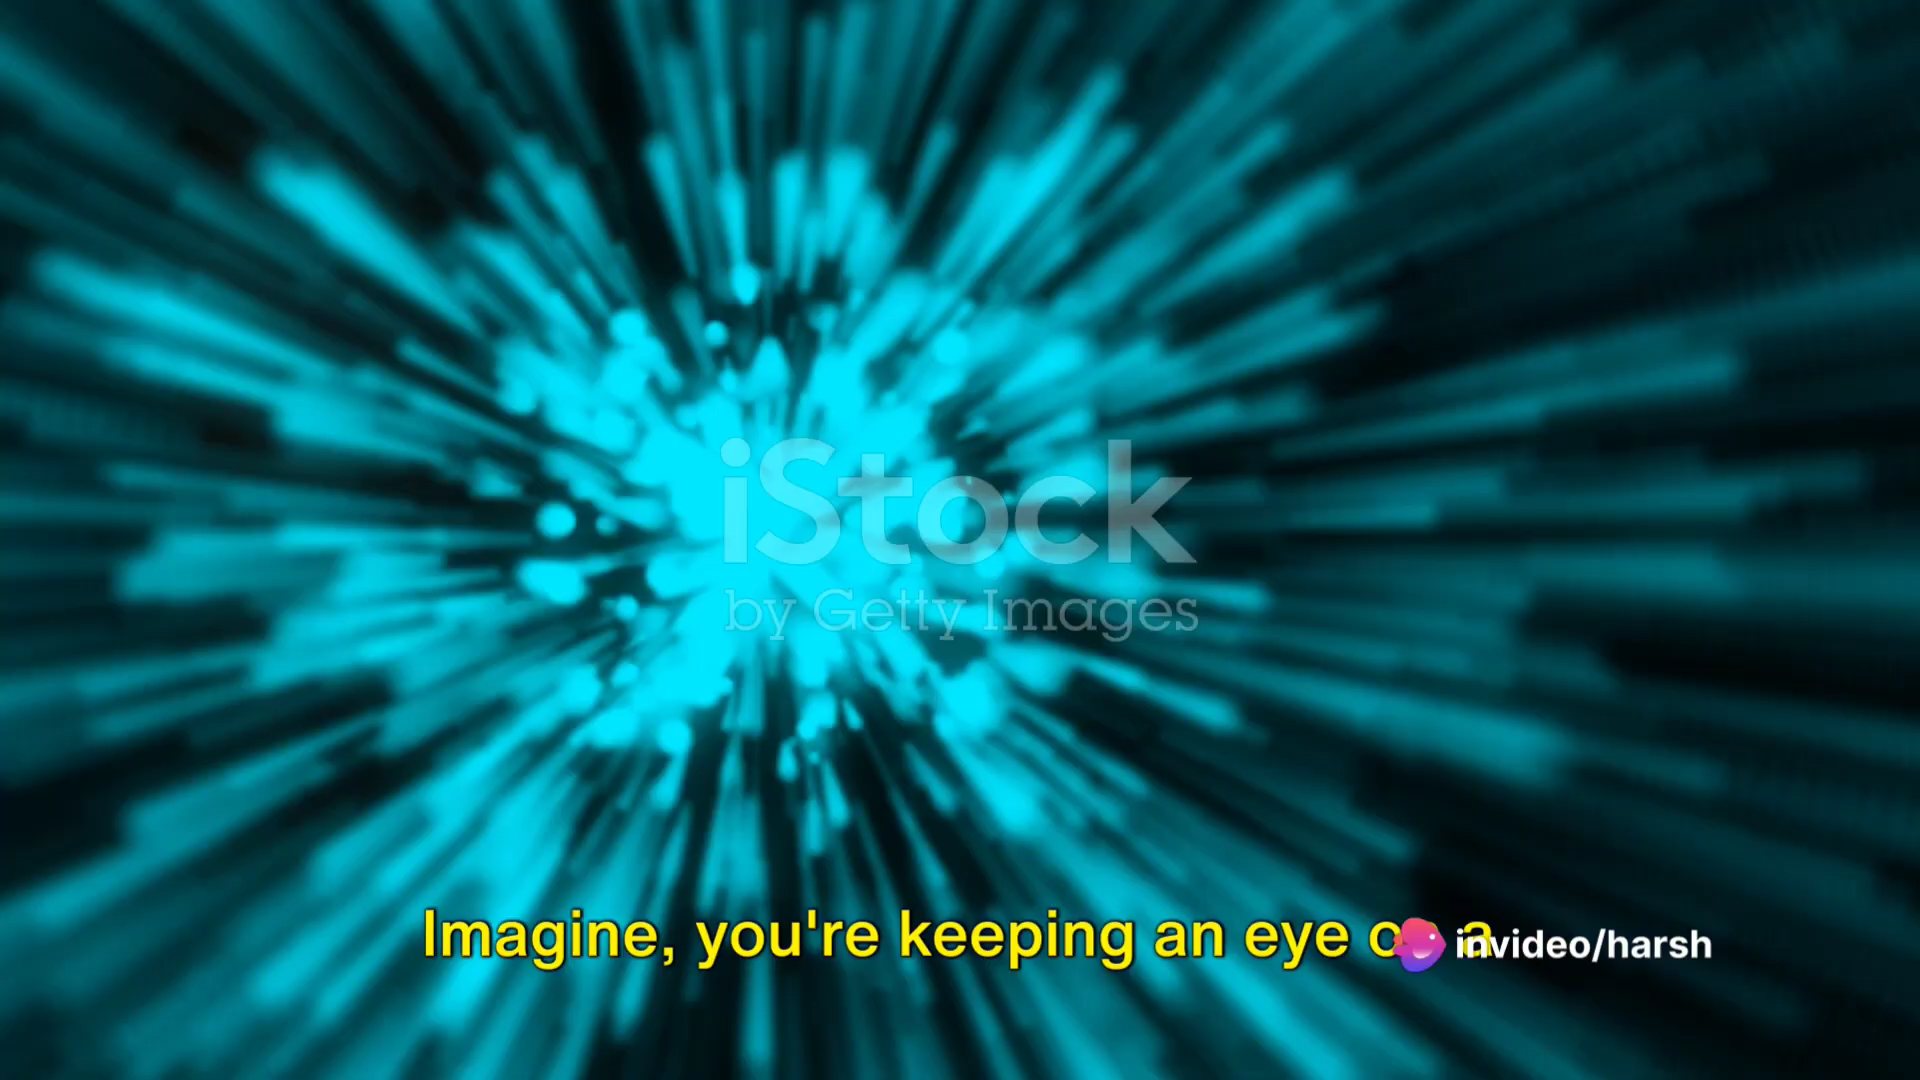 iStock
by Getty Images
Imagine, you're keeping an eye a
invideo/harsh